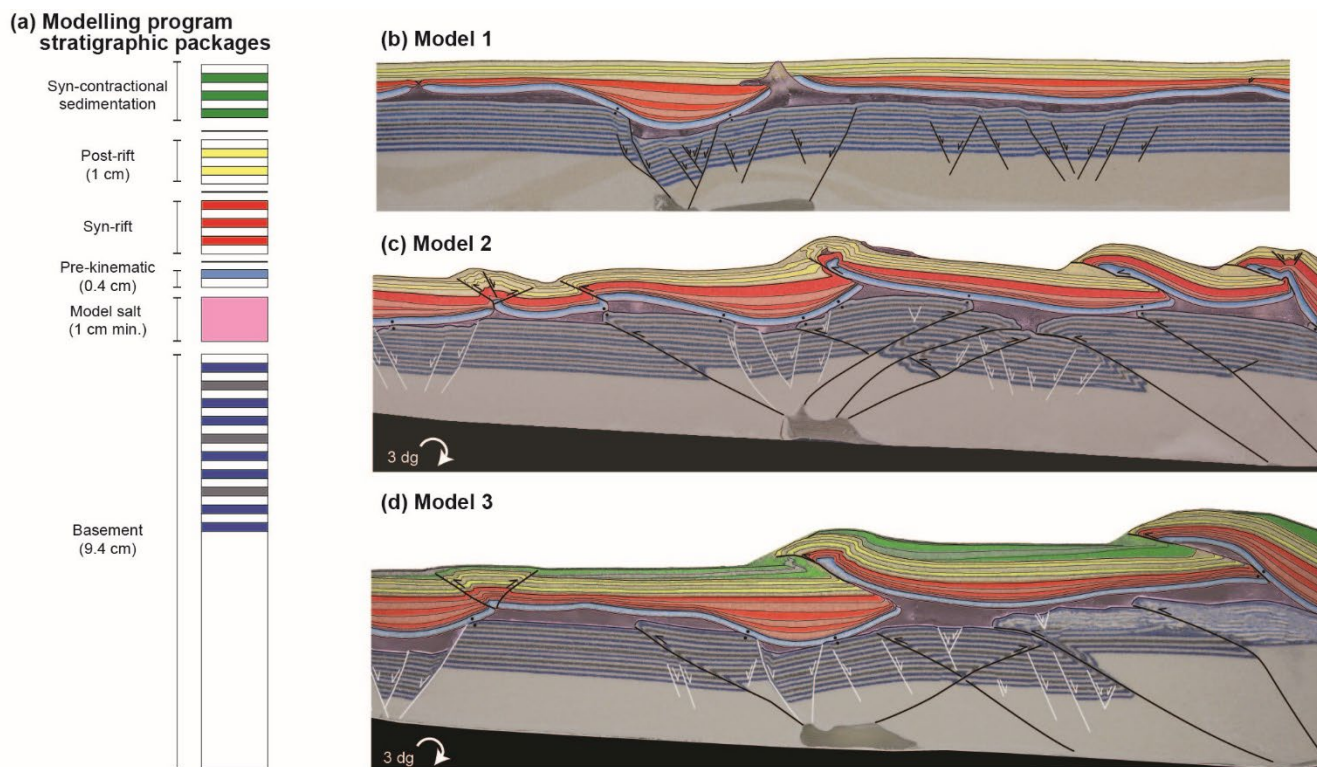 (a) Modelling program
stratigraphic packages
Syn-contractional
sedimentation
Post-rift
(1 cm)
Syn-rift
Pre-kinematic
(0.4 cm)
Model salt
(1 cm min.)
Basement
(9.4 cm)
(b) Model 1
(c) Model 2
3 dg
(d) Model 3
3 dg